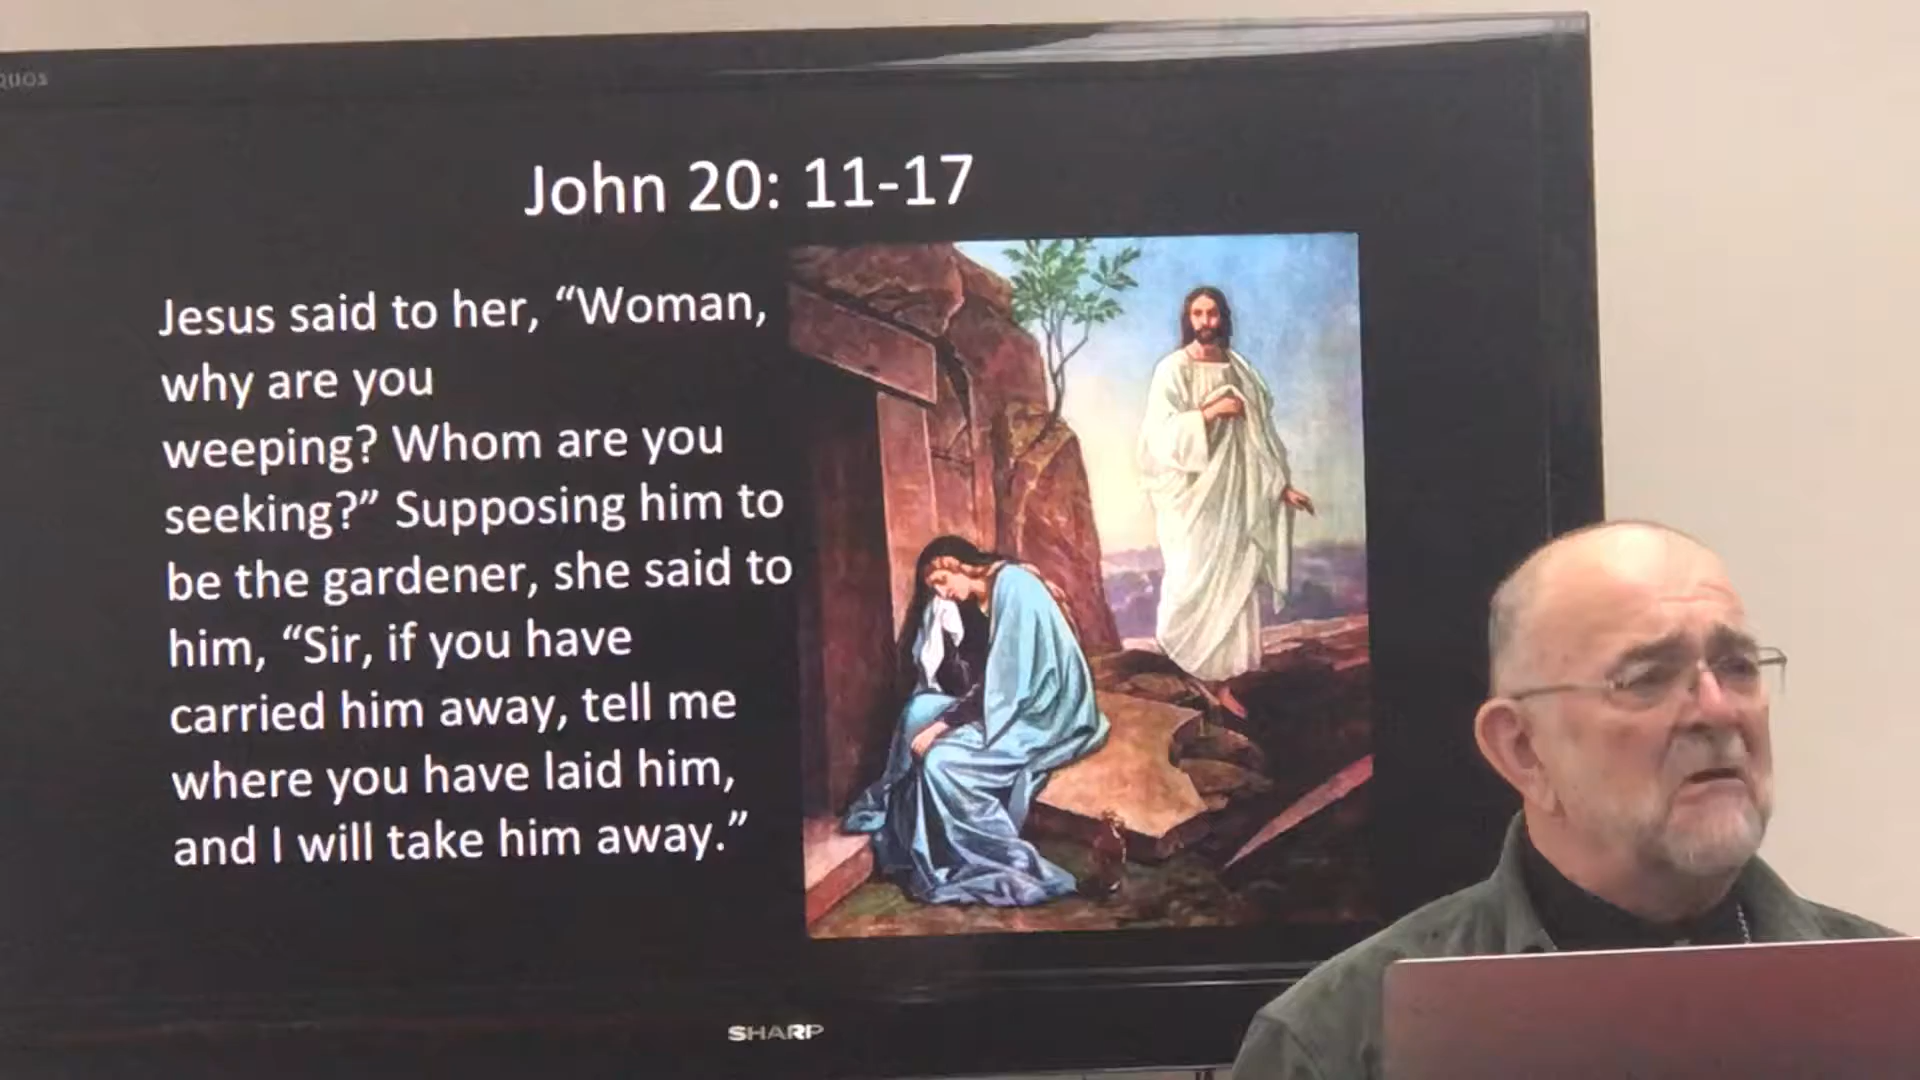 John 20: 11-17
Jesus said to her, “Woman,
why are you
weeping? Whom are you
seeking?” Supposing him to
be the gardener, she said to
him, “Sir, if you have
carried him away, tell me
where you have laid him,
and I will take him away.”
SHARP